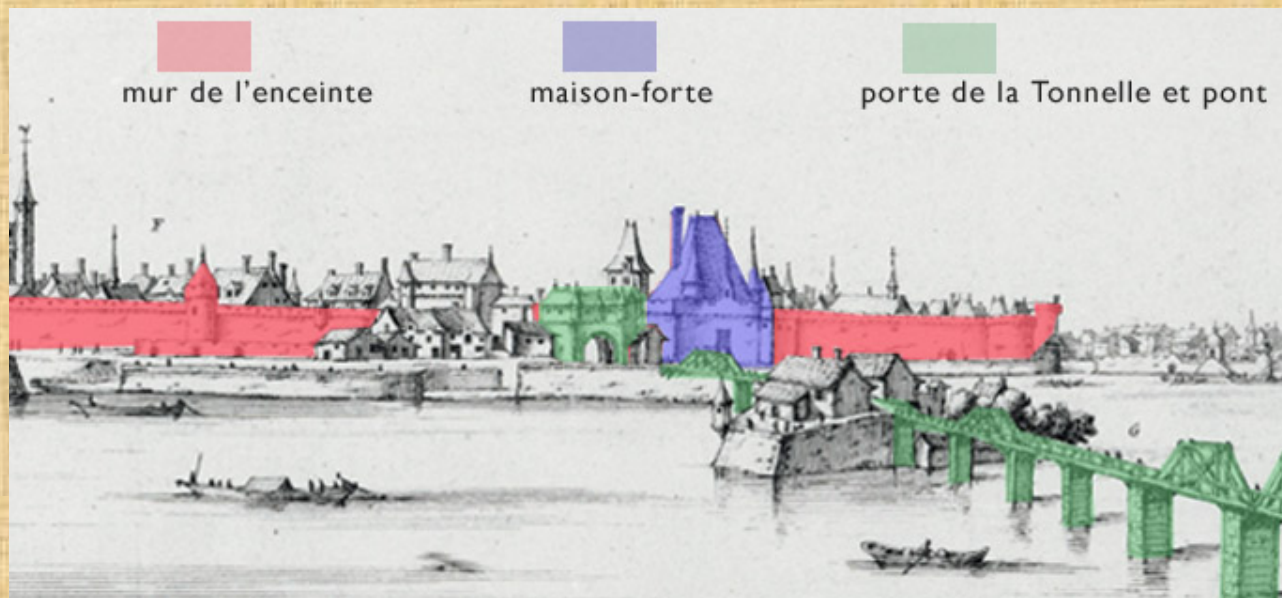 mur de l'enceinte
maison-forte
porte de la Tonnelle et pont
F
G